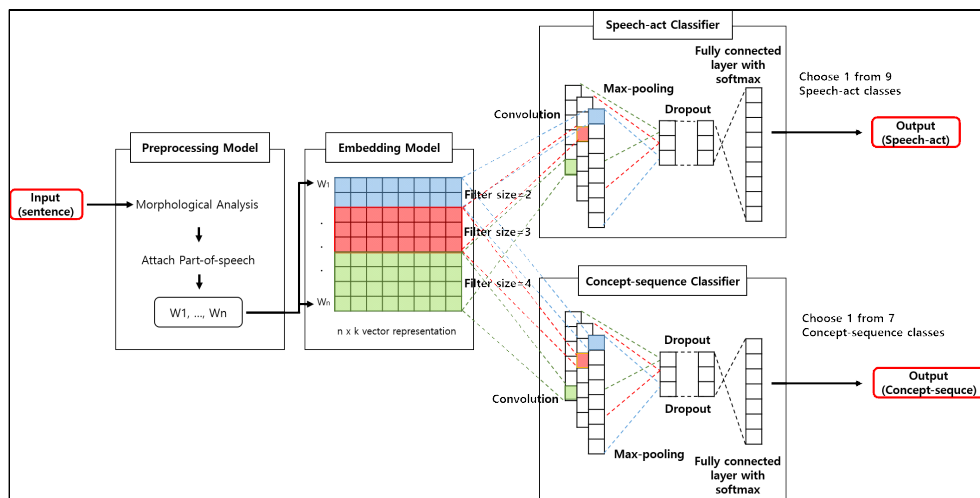 Speech-act Classifier
Fully connected
layer with
softmax
Max-pooling
Convolution
Dropout
Choose 1 from 9
Speech-act classes
Output
(Speech-act)
Preprocessing Model
Embedding Model
Input
(sentence)
Morphological Analysis
Attach Part-of-speech
W1, ..., Wn
W1
.
.
.
Wn
Filter size=2
Filter size=3
Filter size=4
n x k vector representation
Concept-sequence Classifier
Choose 1 from 7
Concept-sequence classes
Dropout
Dropout
Output
(Concept-sequce)
Convolution
Max-pooling
Fully connected
layer with
softmax